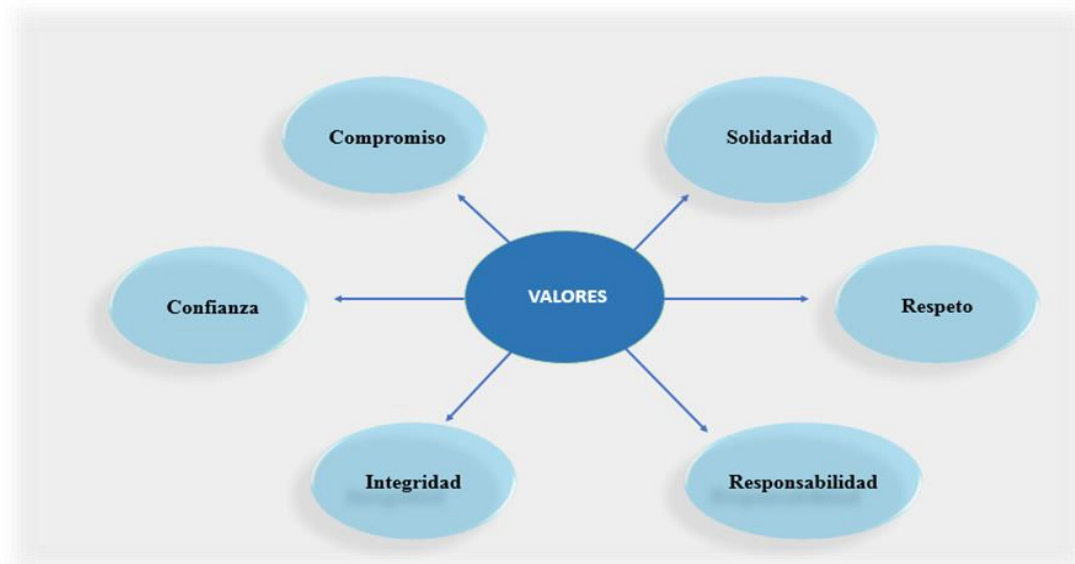 Compromiso
Solidaridad
Confianza
VALORES
Respeto
Integridad
Responsabilidad